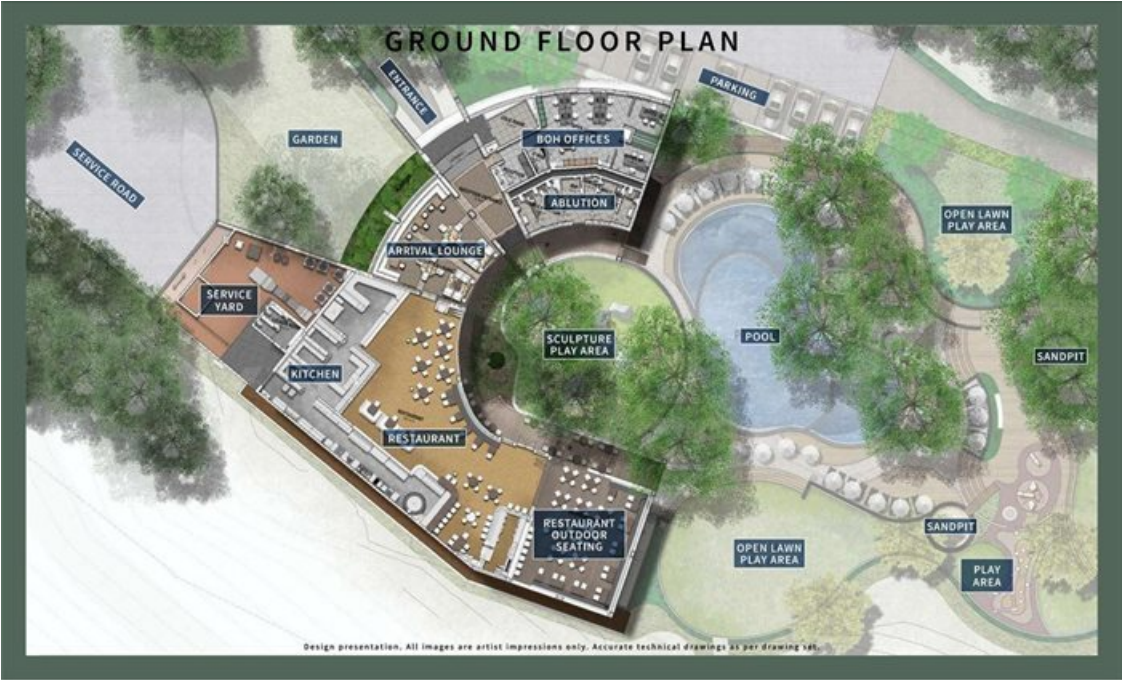 GROUND FLOOR PLAN
ENTRANCE
PARKING
GARDEN
BOH OFFICES
SERVICE ROAD
ABLUTION
OPEN LAWN
PLAY AREA
ARRIVAL LOUNGE
SERVICE
YARD
SCULPTURE
PLAY AREA
POOL
SANDPIT
KITCHEN
RESTAURANT
RESTAURANT
RESTAURANT
OUTDOOR
SEATING
SANDPIT
OPEN LAWN
PLAY AREA
PLAY
AREA
Design presentation. All images are artist impressions only. Accurate technical drawings as per drawing set.